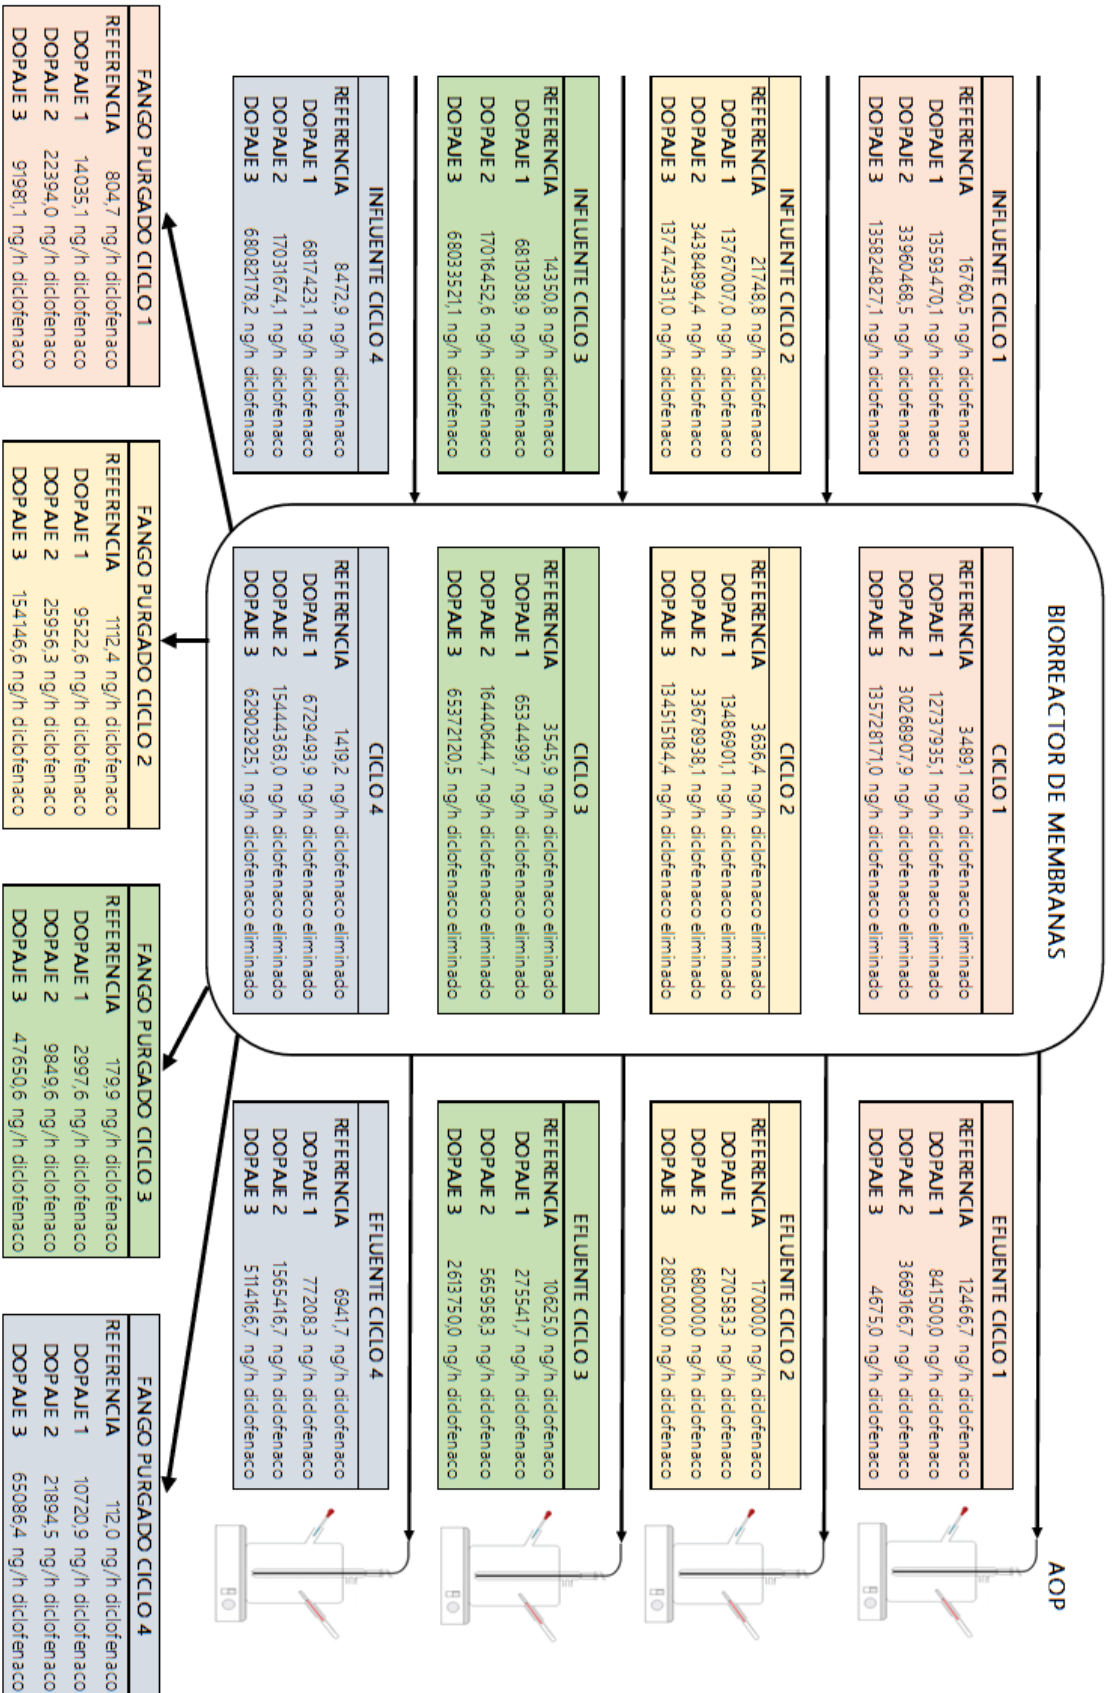 BIORREACTOR DE MEMBRANAS
AOP
INFLUENTE CICLO 1
REFERENCIA 16760,5 ng/h diclofenaco
DOPAJE 1 13593470,1 ng/h diclofenaco
DOPAJE 2 33960468,5 ng/h diclofenaco
DOPAJE 3 135824827,1 ng/h diclofenaco
CICLO 1
REFERENCIA 3489,1 ng/h diclofenaco eliminado
DOPAJE 1 12737935,1 ng/h diclofenaco eliminado
DOPAJE 2 30268907,9 ng/h diclofenaco eliminado
DOPAJE 3 135728171,0 ng/h diclofenaco eliminado
EFLUENTE CICLO 1
REFERENCIA 12466,7 ng/h diclofenaco
DOPAJE 1 841500,0 ng/h diclofenaco
DOPAJE 2 3669166,7 ng/h diclofenaco
DOPAJE 3 4675,0 ng/h diclofenaco
INFLUENTE CICLO 2
REFERENCIA 21748,8 ng/h diclofenaco
DOPAJE 1 13767007,0 ng/h diclofenaco
DOPAJE 2 34384894,4 ng/h diclofenaco
DOPAJE 3 137474331,0 ng/h diclofenaco
CICLO 2
REFERENCIA 3636,4 ng/h diclofenaco eliminado
DOPAJE 1 13486901,1 ng/h diclofenaco eliminado
DOPAJE 2 33678938,1 ng/h diclofenaco eliminado
DOPAJE 3 134515184,4 ng/h diclofenaco eliminado
EFLUENTE CICLO 2
REFERENCIA 17000,0 ng/h diclofenaco
DOPAJE 1 270583,3 ng/h diclofenaco
DOPAJE 2 680000,0 ng/h diclofenaco
DOPAJE 3 2805000,0 ng/h diclofenaco
INFLUENTE CICLO 3
REFERENCIA 14350,8 ng/h diclofenaco
DOPAJE 1 6813038,9 ng/h diclofenaco
DOPAJE 2 17016452,6 ng/h diclofenaco
DOPAJE 3 68033521,1 ng/h diclofenaco
CICLO 3
REFERENCIA 3545,9 ng/h diclofenaco eliminado
DOPAJE 1 6534499,7 ng/h diclofenaco eliminado
DOPAJE 2 16440644,7 ng/h diclofenaco eliminado
DOPAJE 3 65372120,5 ng/h diclofenaco eliminado
EFLUENTE CICLO 3
REFERENCIA 10625,0 ng/h diclofenaco
DOPAJE 1 275541,7 ng/h diclofenaco
DOPAJE 2 565958,3 ng/h diclofenaco
DOPAJE 3 2613750,0 ng/h diclofenaco
INFLUENTE CICLO 4
REFERENCIA 8472,9 ng/h diclofenaco
DOPAJE 1 6817423,1 ng/h diclofenaco
DOPAJE 2 17031674,1 ng/h diclofenaco
DOPAJE 3 68082178,2 ng/h diclofenaco
CICLO 4
REFERENCIA 1419,2 ng/h diclofenaco eliminado
DOPAJE 1 6729493,9 ng/h diclofenaco eliminado
DOPAJE 2 15444363,0 ng/h diclofenaco eliminado
DOPAJE 3 62902925,1 ng/h diclofenaco eliminado
EFLUENTE CICLO 4
REFERENCIA 6941,7 ng/h diclofenaco
DOPAJE 1 77208,3 ng/h diclofenaco
DOPAJE 2 1565416,7 ng/h diclofenaco
DOPAJE 3 5114166,7 ng/h diclofenaco
FANGO PURGADO CICLO 1
REFERENCIA 804,7 ng/h diclofenaco
DOPAJE 1 14035,1 ng/h diclofenaco
DOPAJE 2 22394,0 ng/h diclofenaco
DOPAJE 3 91981,1 ng/h diclofenaco
FANGO PURGADO CICLO 2
REFERENCIA 1112,4 ng/h diclofenaco
DOPAJE 1 9522,6 ng/h diclofenaco
DOPAJE 2 25956,3 ng/h diclofenaco
DOPAJE 3 154146,6 ng/h diclofenaco
FANGO PURGADO CICLO 3
REFERENCIA 179,9 ng/h diclofenaco
DOPAJE 1 2997,6 ng/h diclofenaco
DOPAJE 2 9849,6 ng/h diclofenaco
DOPAJE 3 47650,6 ng/h diclofenaco
FANGO PURGADO CICLO 4
REFERENCIA 112,0 ng/h diclofenaco
DOPAJE 1 10720,9 ng/h diclofenaco
DOPAJE 2 21894,5 ng/h diclofenaco
DOPAJE 3 65086,4 ng/h diclofenaco